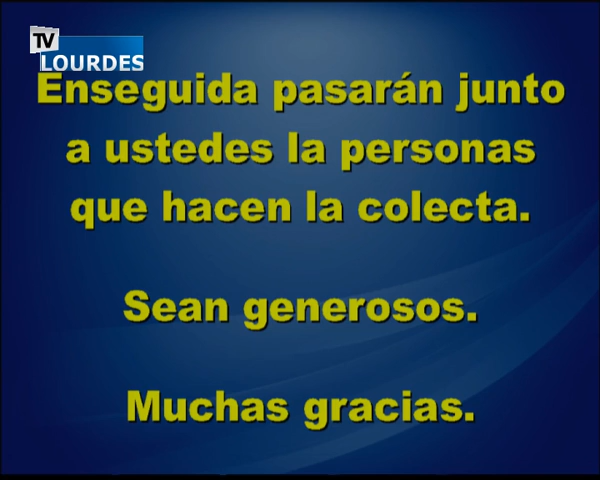 TV
LOURDES
Enseguida pasarán junto
a ustedes la personas
que hacen la colecta.
Sean generosos.
Muchas gracias.